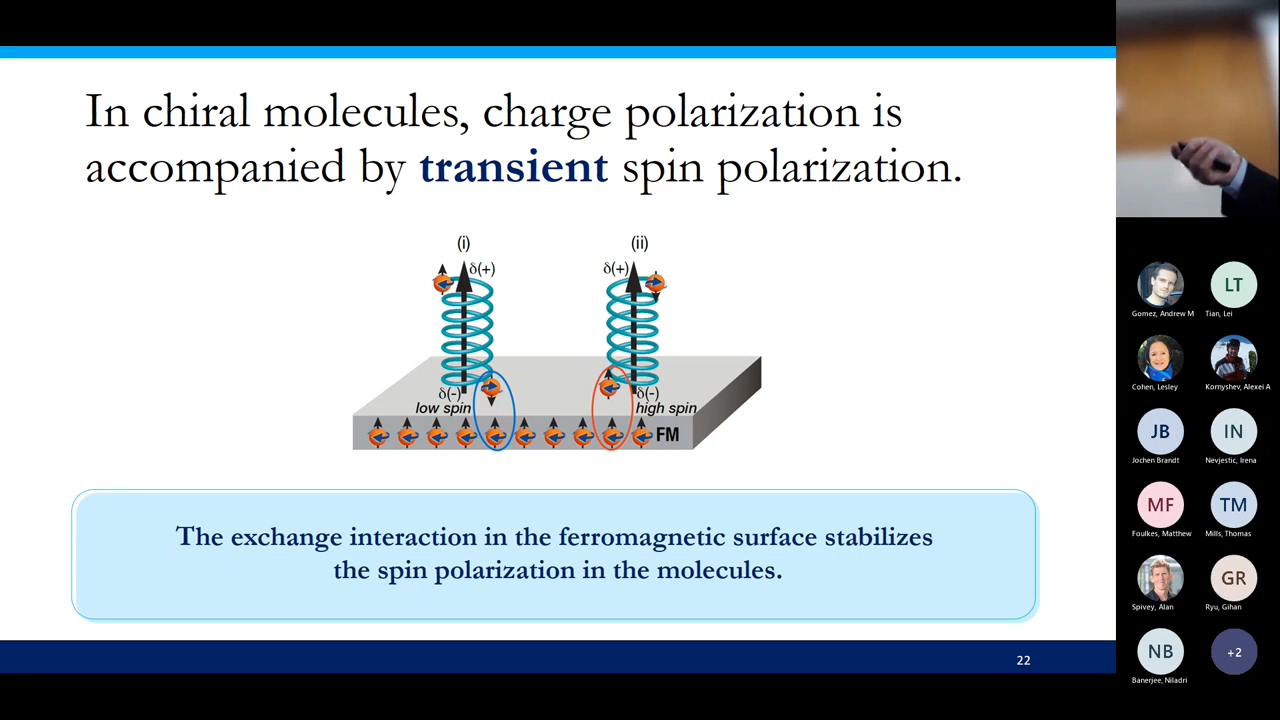 In chiral molecules, charge polarization is
accompanied by transient spin polarization.
(i)
(ii)
δ(+)
δ(+)
δ(-)
δ(-)
low spin
high spin
FM
The exchange interaction in the ferromagnetic surface stabilizes
the spin polarization in the molecules.
22
LT
Gomez, Andrew M
Tian, Lei
Cohen, Lesley
Kornyshev, Alexei A
JB
IN
Jochen Brandt
Nevjestic, Irena
MF
TM
Foulkes, Matthew
Mills, Thomas
GR
Spivey, Alan
Ryu, Gihan
NB
+2
Banerjee, Niladri